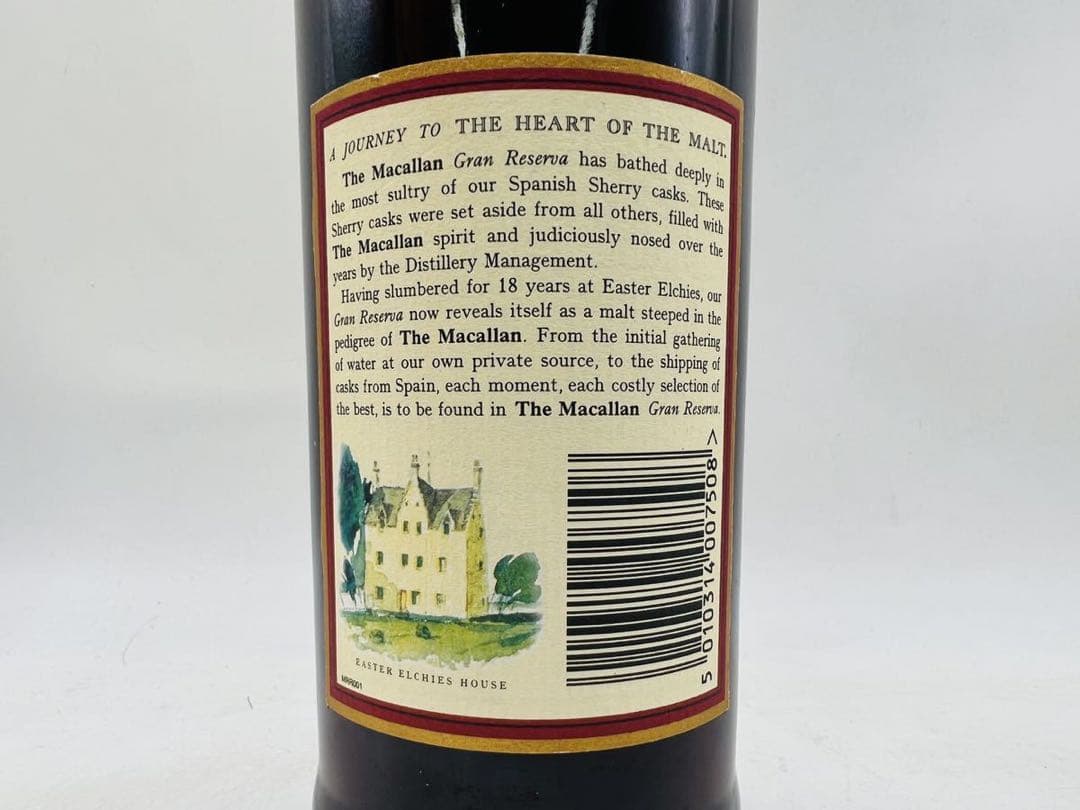 A JOURNEY TO THE HEART OF THE MALT.
The Macallan Gran Reserva has bathed deeply in
the most sultry of our Spanish Sherry casks. These
Sherry casks were set aside from all others, filled with
The Macallan spirit and judiciously nosed over the
years by the Distillery Management.
Having slumbered for 18 years at Easter Elchies, our
Gran Reserva now reveals itself as a malt steeped in the
pedigree of The Macallan. From the initial gathering
of water at our own private source, to the shipping of
casks from Spain, each moment, each costly selection of
the best, is to be found in The Macallan Gran Reserva.
EASTER ELCHIES HOUSE
5 010314 007508 >